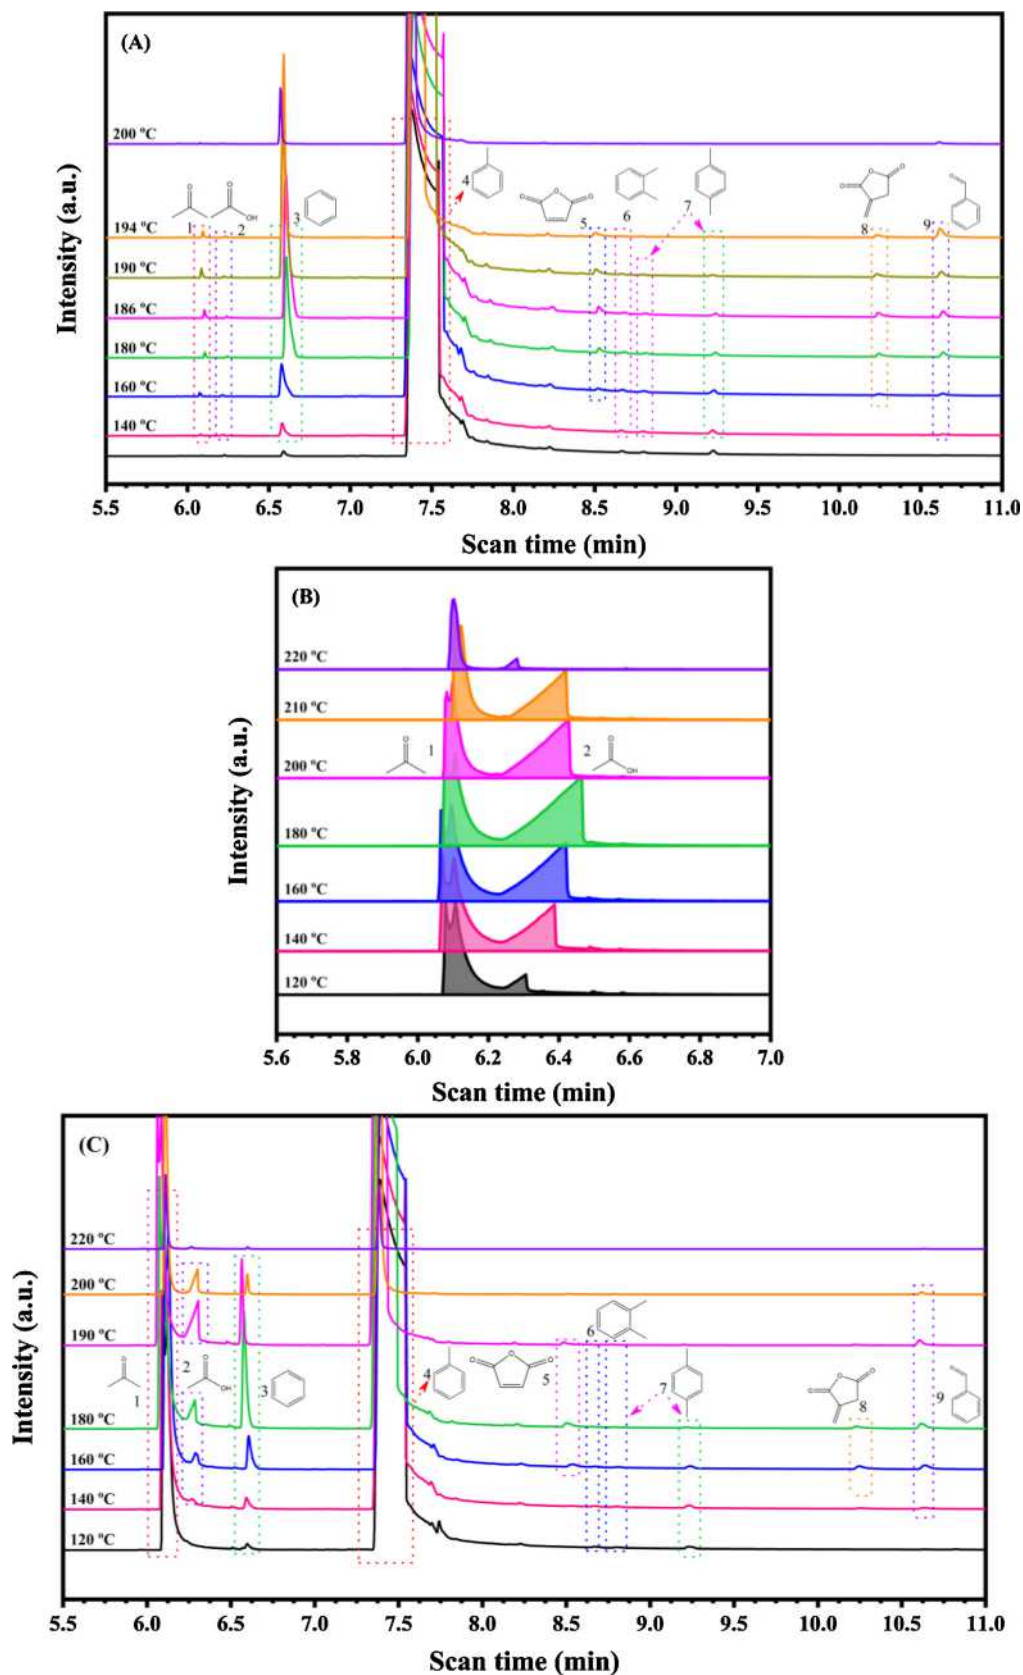 (A)
200 °C
194 °C
190 °C
186 °C
180 °C
160 °C
140 °C
O
O
OH
1
2
3
4
O
O
O
5
6
7
O
O
O
8
9
O
Intensity (a.u.)
5.5 6.0 6.5 7.0 7.5 8.0 8.5 9.0 9.5 10.0 10.5 11.0
Scan time (min)
(B)
220 °C
210 °C
200 °C
180 °C
160 °C
140 °C
120 °C
O
1
2
O
OH
Intensity (a.u.)
5.6 5.8 6.0 6.2 6.4 6.6 6.8 7.0
Scan time (min)
(C)
220 °C
200 °C
190 °C
180 °C
160 °C
140 °C
120 °C
O
1
2
O
OH
3
4
O
O
O
5
6
7
O
O
O
8
9
O
Intensity (a.u.)
5.5 6.0 6.5 7.0 7.5 8.0 8.5 9.0 9.5 10.0 10.5 11.0
Scan time (min)